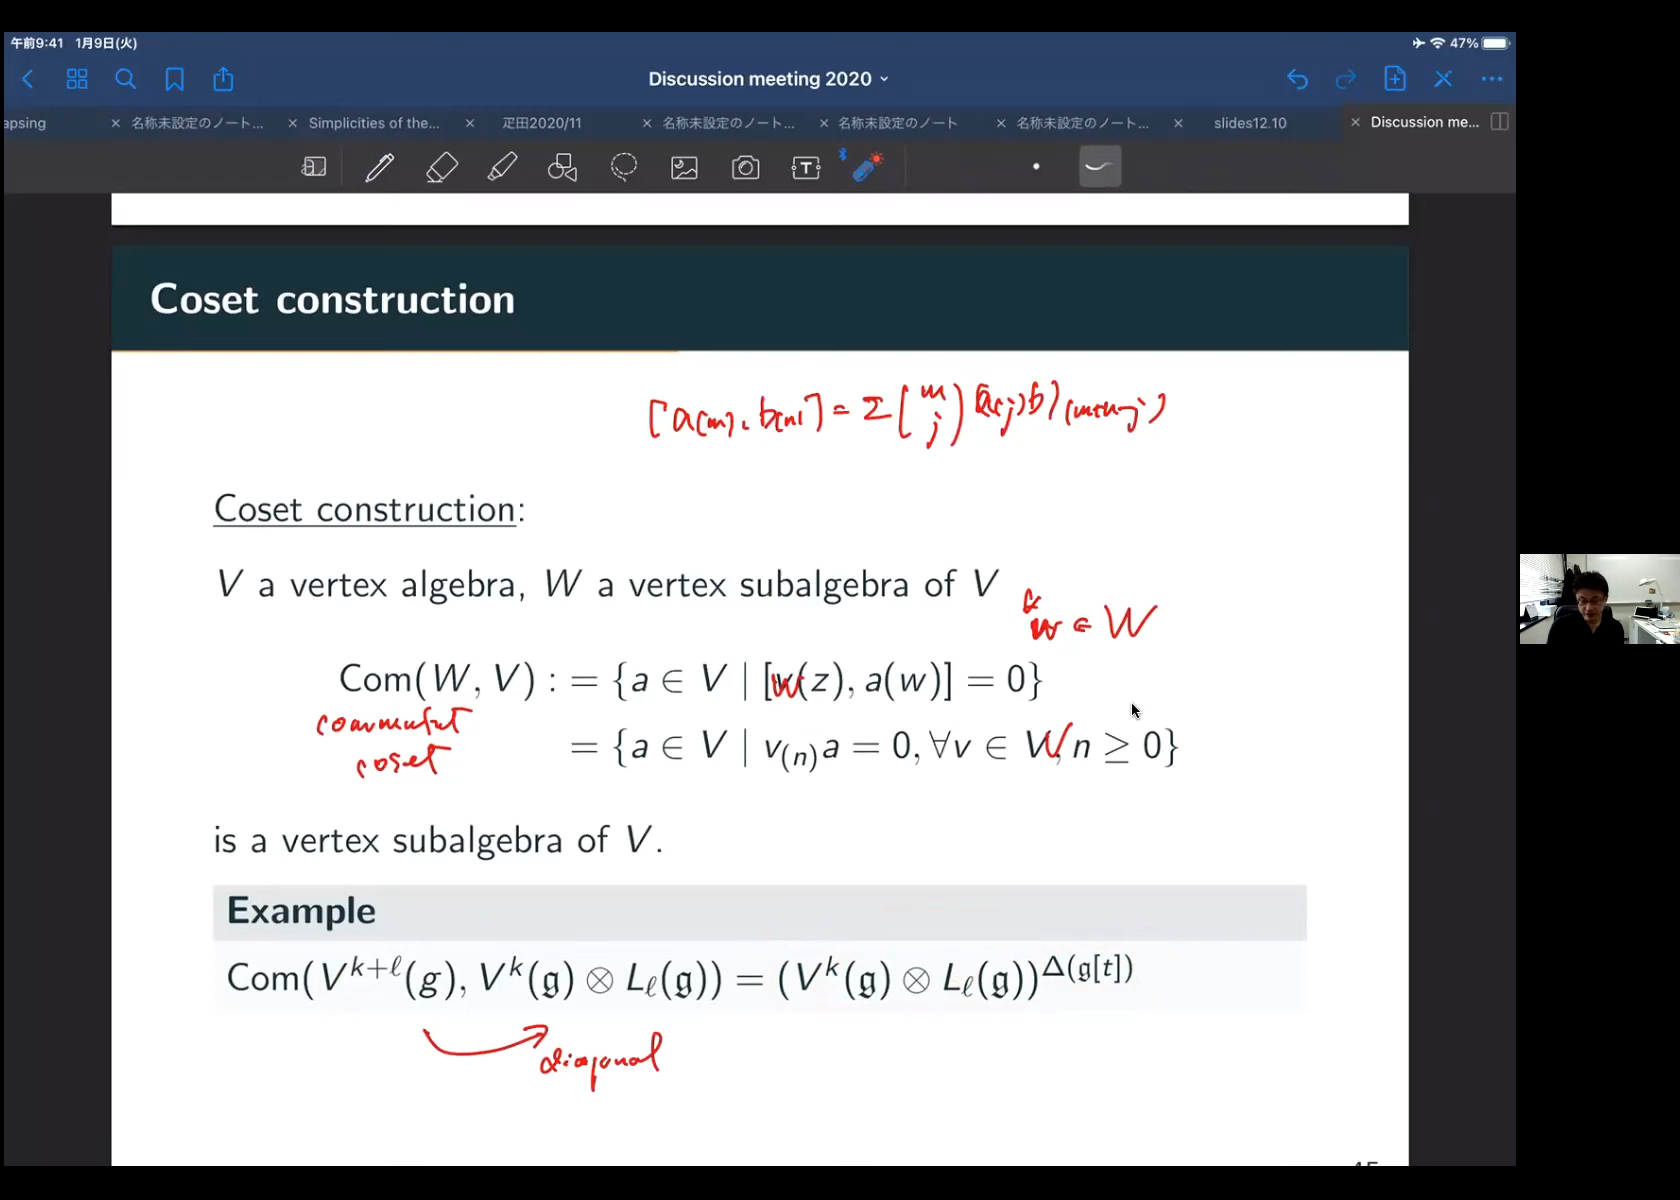 午前9:41 1月9日(火)
47%
Discussion meeting 2020
apsing
名称未設定のノート...
Simplicities of the...
疋田2020/11
名称未設定のノート...
名称未設定のノート
名称未設定のノート...
slides12.10
Discussion me...
Coset construction
[a(m), b(n)] = Σ (m j) (a(j)b)(m+n-j)
Coset construction:
V a vertex algebra, W a vertex subalgebra of V
∀ w ∈ W
Com(W, V) : = {a ∈ V | [w(z), a(w)] = 0}
commutant
coset
= {a ∈ V | v₍ₙ₎a = 0, ∀v ∈ W, n ≥ 0}
is a vertex subalgebra of V.
Example
Com(V^{k+ℓ}(g), V^k(𝔤) ⊗ L_ℓ(𝔤)) = (V^k(𝔤) ⊗ L_ℓ(𝔤))^{Δ(𝔤[t])}
diagonal